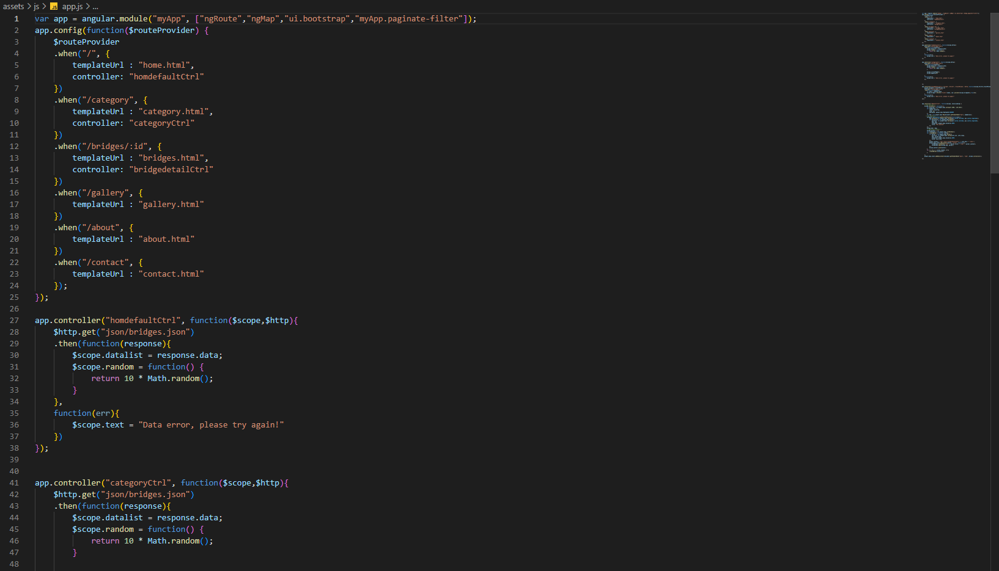 assets > js > JS app.js > ...
1 var app = angular.module("myApp", ["ngRoute","ngMap","ui.bootstrap","myApp.paginate-filter"]);
2 app.config(function($routeProvider) {
3     $routeProvider
4     .when("/", {
5         templateUrl : "home.html",
6         controller: "homdefaultCtrl"
7     })
8     .when("/category", {
9         templateUrl : "category.html",
10         controller: "categoryCtrl"
11     })
12     .when("/bridges/:id", {
13         templateUrl : "bridges.html",
14         controller: "bridgedetailCtrl"
15     })
16     .when("/gallery", {
17         templateUrl : "gallery.html"
18     })
19     .when("/about", {
20         templateUrl : "about.html"
21     })
22     .when("/contact", {
23         templateUrl : "contact.html"
24     });
25 });
26
27 app.controller("homdefaultCtrl", function($scope,$http){
28     $http.get("json/bridges.json")
29     .then(function(response){
30         $scope.datalist = response.data;
31         $scope.random = function() {
32             return 10 * Math.random();
33         }
34     },
35     function(err){
36         $scope.text = "Data error, please try again!"
37     })
38 });
39
40
41 app.controller("categoryCtrl", function($scope,$http){
42     $http.get("json/bridges.json")
43     .then(function(response){
44         $scope.datalist = response.data;
45         $scope.random = function() {
46             return 10 * Math.random();
47         }
48